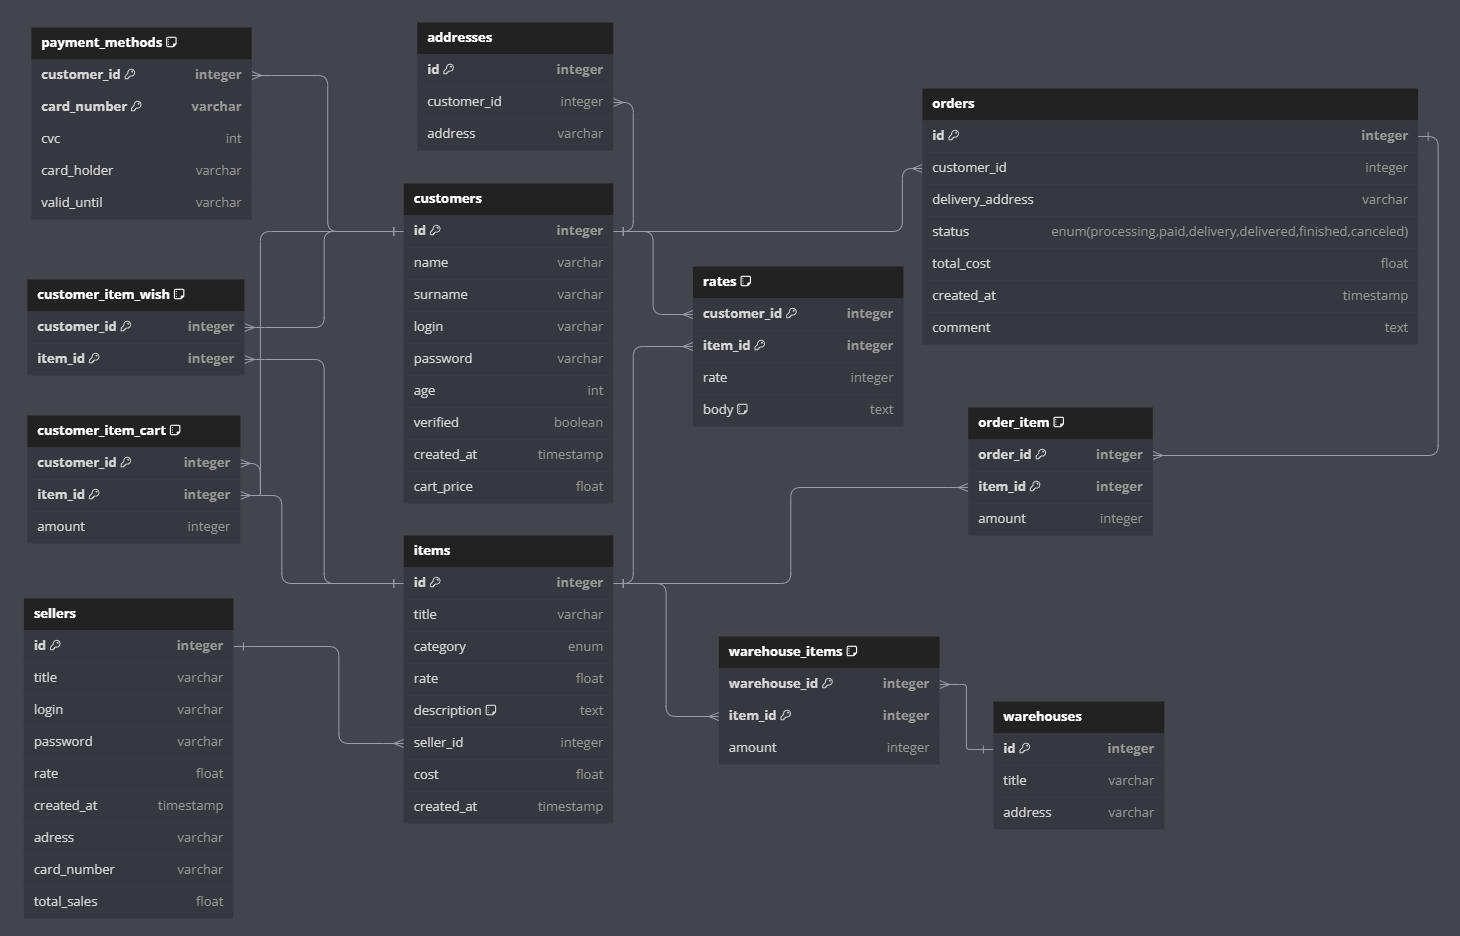 payment_methods
customer_id integer
card_number varchar
cvc int
card_holder varchar
valid_until varchar
addresses
id integer
customer_id integer
address varchar
orders
id integer
customer_id integer
delivery_address varchar
status enum(processing,paid,delivery,delivered,finished,canceled)
total_cost float
created_at timestamp
comment text
customers
id integer
name varchar
surname varchar
login varchar
password varchar
age int
verified boolean
created_at timestamp
cart_price float
rates
customer_id integer
item_id integer
rate integer
body text
customer_item_wish
customer_id integer
item_id integer
customer_item_cart
customer_id integer
item_id integer
amount integer
order_item
order_id integer
item_id integer
amount integer
items
id integer
title varchar
category enum
rate float
description text
seller_id integer
cost float
created_at timestamp
sellers
id integer
title varchar
login varchar
password varchar
rate float
created_at timestamp
adress varchar
card_number varchar
total_sales float
warehouse_items
warehouse_id integer
item_id integer
amount integer
warehouses
id integer
title varchar
address varchar